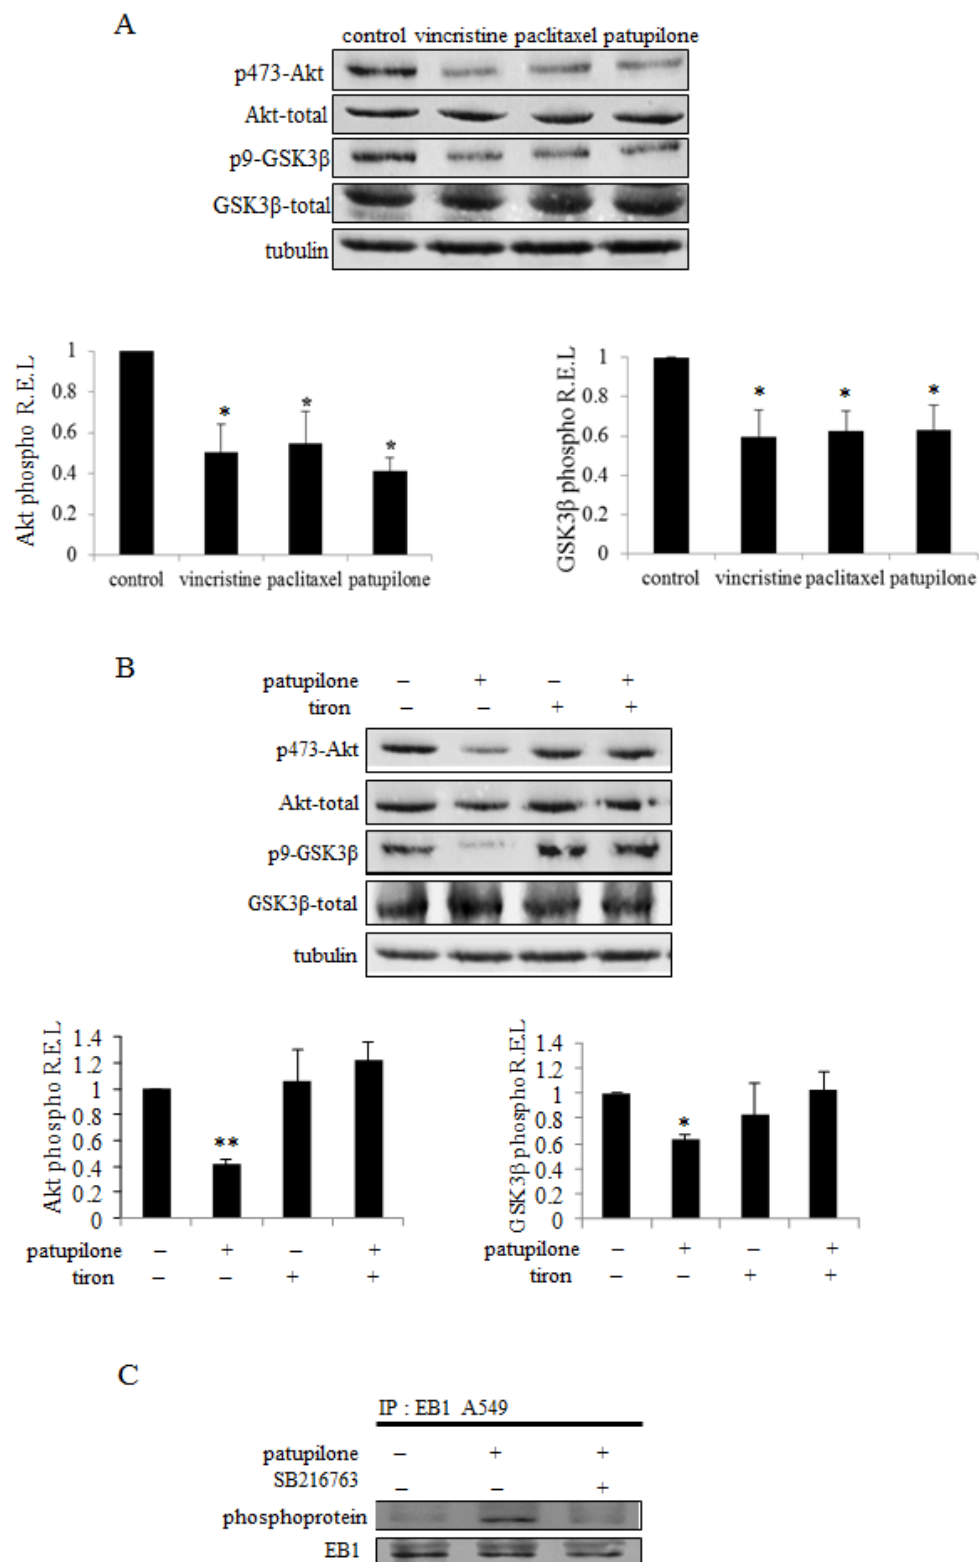 A
control vincristine paclitaxel patupilone
p473-Akt
Akt-total
p9-GSK3β
GSK3β-total
tubulin
Akt phospho R.E.L
1
0.8
0.6
0.4
0.2
0
* * *
control vincristine paclitaxel patupilone
GSK3β phospho R.E.L
1
0.8
0.6
0.4
0.2
0
* * *
control vincristine paclitaxel patupilone
B
patupilone – + – +
tiron – – + +
p473-Akt
Akt-total
p9-GSK3β
GSK3β-total
tubulin
Akt phospho R.E.L
1.4
1.2
1
0.8
0.6
0.4
0.2
0
**
patupilone – + – +
tiron – – + +
GSK3β phospho R.E.L
1.4
1.2
1
0.8
0.6
0.4
0.2
0
*
patupilone – + – +
tiron – – + +
C
IP : EB1 A549
patupilone – + +
SB216763 – – +
phosphoprotein
EB1